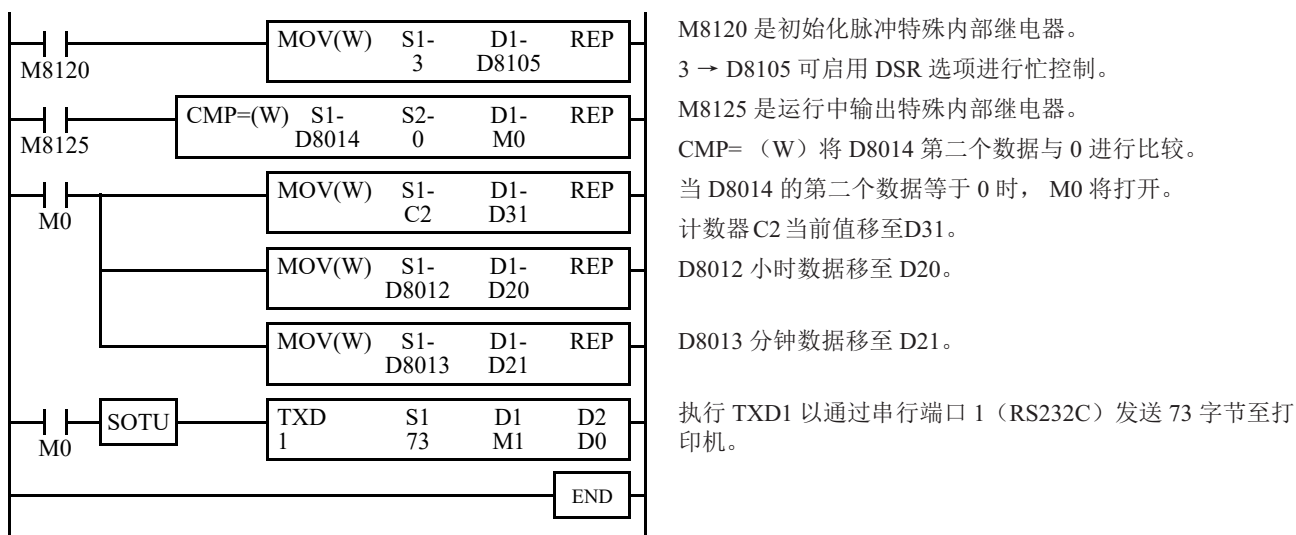 MOV(W) S1- D1- REP
3 D8105
M8120
M8120 是初始化脉冲特殊内部继电器。
3 → D8105 可启用 DSR 选项进行忙控制。
CMP=(W) S1- S2- D1- REP
D8014 0 M0
M8125
M8125 是运行中输出特殊内部继电器。
CMP= （W）将 D8014 第二个数据与 0 进行比较。
MOV(W) S1- D1- REP
C2 D31
M0
当 D8014 的第二个数据等于 0 时， M0 将打开。
计数器 C2 当前值移至D31。
MOV(W) S1- D1- REP
D8012 D20
D8012 小时数据移至 D20。
MOV(W) S1- D1- REP
D8013 D21
D8013 分钟数据移至 D21。
SOTU
TXD S1 D1 D2
1 73 M1 D0
M0
执行 TXD1 以通过串行端口 1（RS232C）发送 73 字节至打
印机。
END